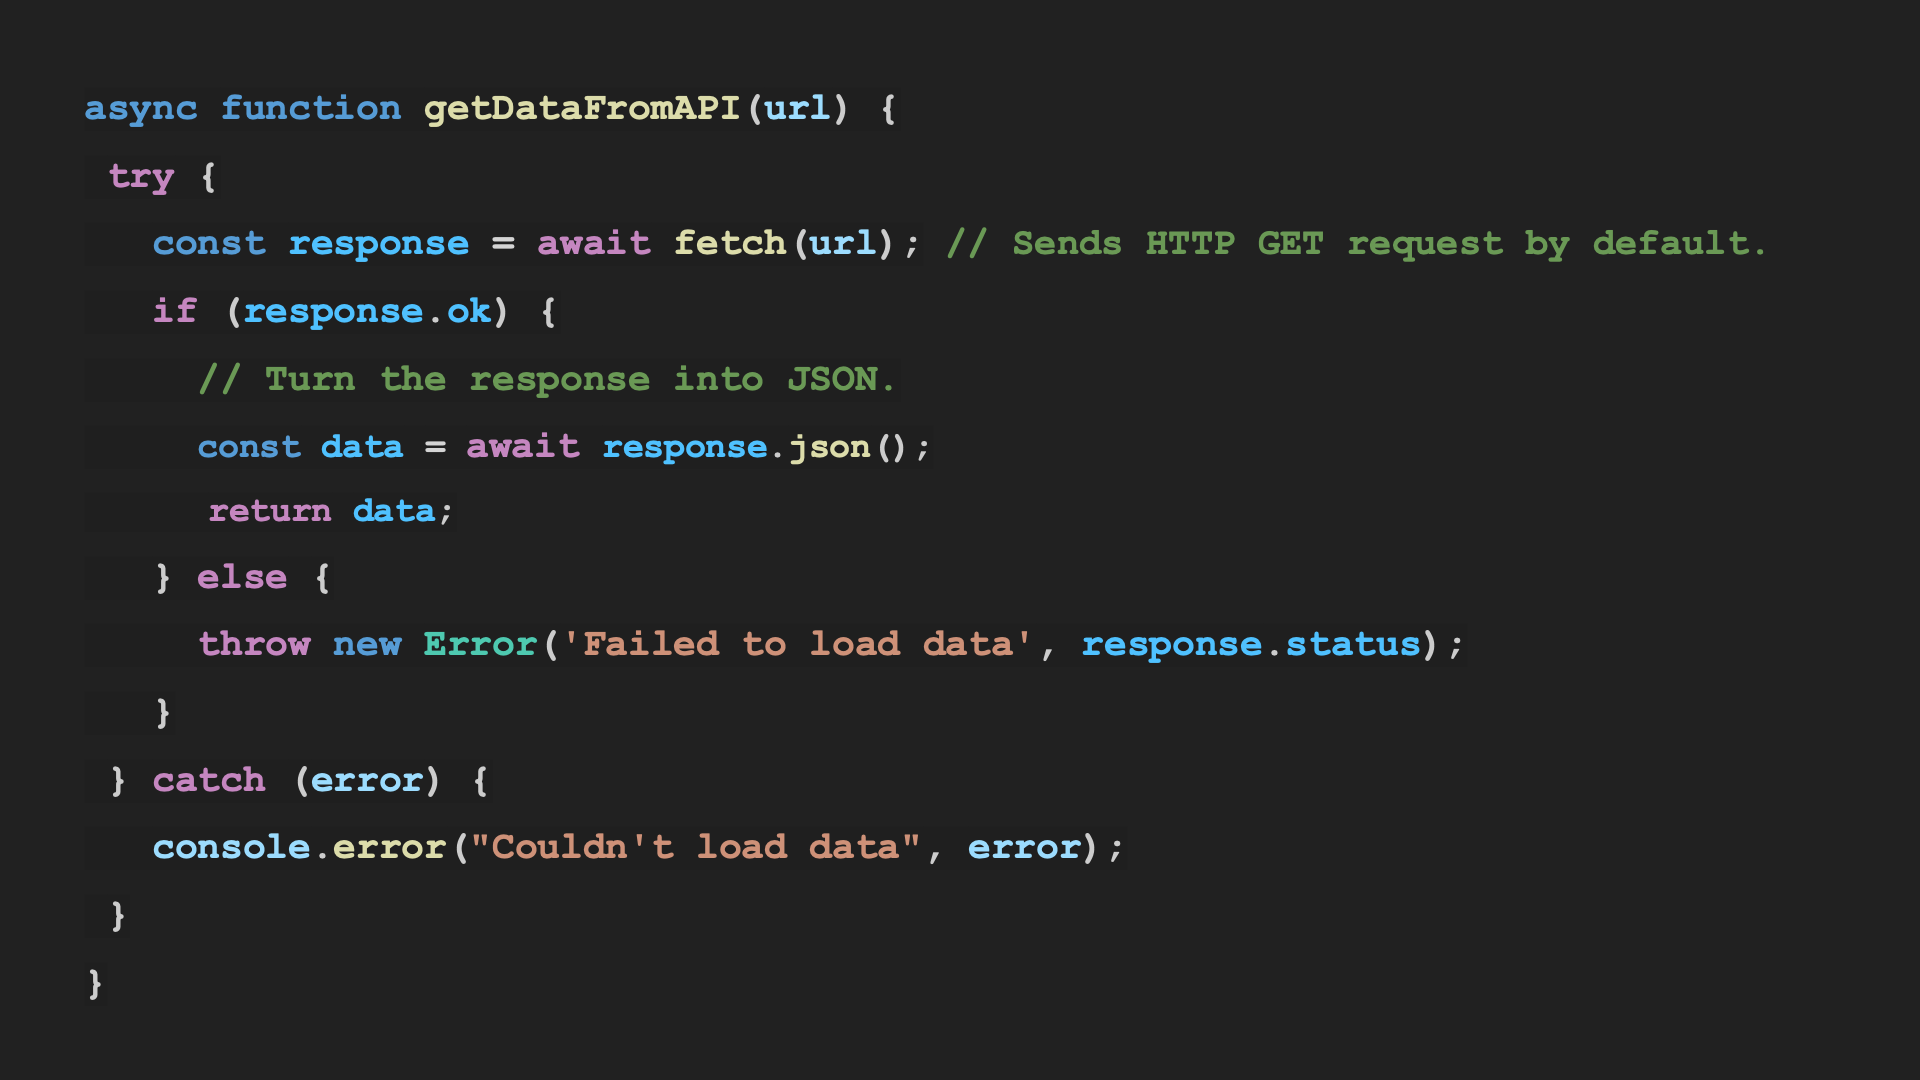 async function getDataFromAPI(url) {
 try {
   const response = await fetch(url); // Sends HTTP GET request by default.
   if (response.ok) {
     // Turn the response into JSON.
     const data = await response.json();
     return data;
   } else {
     throw new Error('Failed to load data', response.status);
   }
 } catch (error) {
   console.error("Couldn't load data", error);
 }
}